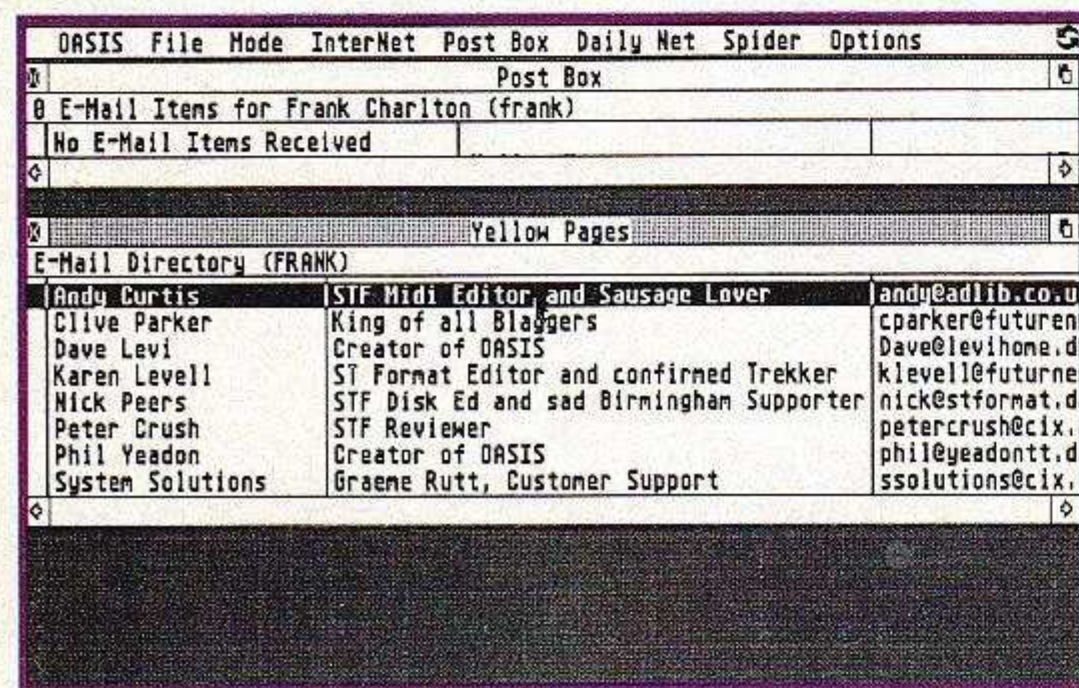 OASIS File Mode InterNet Post Box Daily Net Spider Options
Post Box
0 E-Mail Items for Frank Charlton (frank)
No E-Mail Items Received
Yellow Pages
E-Mail Directory (FRANK)
Andy Curtis STF Midi Editor and Sausage Lover andy@adlib.co.u
Clive Parker King of all Blaggers cparker@futuren
Dave Levi Creator of OASIS Dave@levihome.d
Karen Levell ST Format Editor and confirmed Trekker klevell@futurne
Nick Peers STF Disk Ed and sad Birmingham Supporter nick@stformat.d
Peter Crush STF Reviewer petercrush@cix.
Phil Yeadon Creator of OASIS phil@yeadontt.d
System Solutions Graeme Rutt, Customer Support ssolutions@cix.